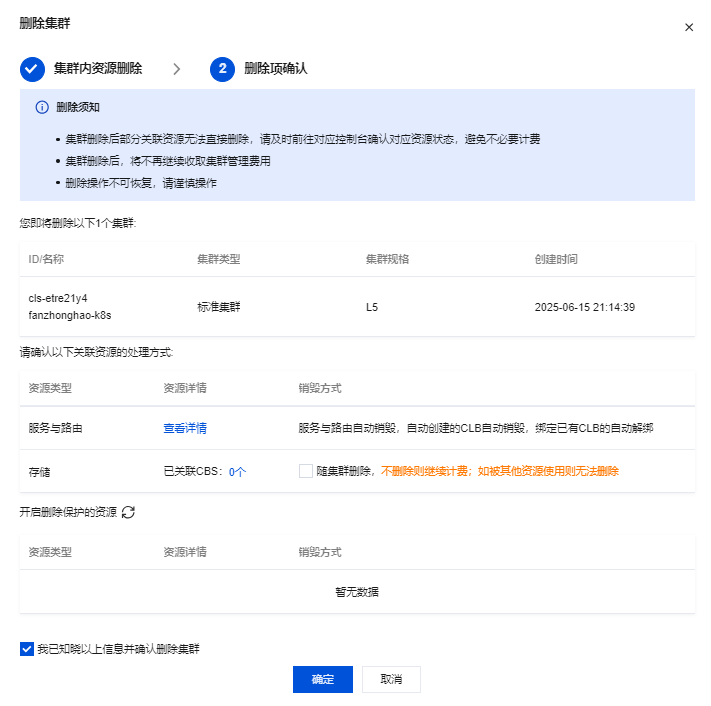 删除集群
集群内资源删除
2 删除项确认
删除须知
集群删除后部分关联资源无法直接删除，请及时前往对应控制台确认对应资源状态，避免不必要计费
集群删除后，将不再继续收取集群管理费用
删除操作不可恢复，请谨慎操作
您即将删除以下1个集群:
ID/名称 集群类型 集群规格 创建时间
cls-etre21y4
fanzhonghao-k8s 标准集群 L5 2025-06-15 21:14:39
请确认以下关联资源的处理方式:
资源类型 资源详情 销毁方式
服务与路由 查看详情 服务与路由自动销毁，自动创建的CLB自动销毁，绑定已有CLB的自动解绑
存储 已关联CBS：0个 随集群删除，不删除则继续计费；如被其他资源使用则无法删除
开启删除保护的资源
资源类型 资源详情 销毁方式
暂无数据
我已知晓以上信息并确认删除集群
确定 取消